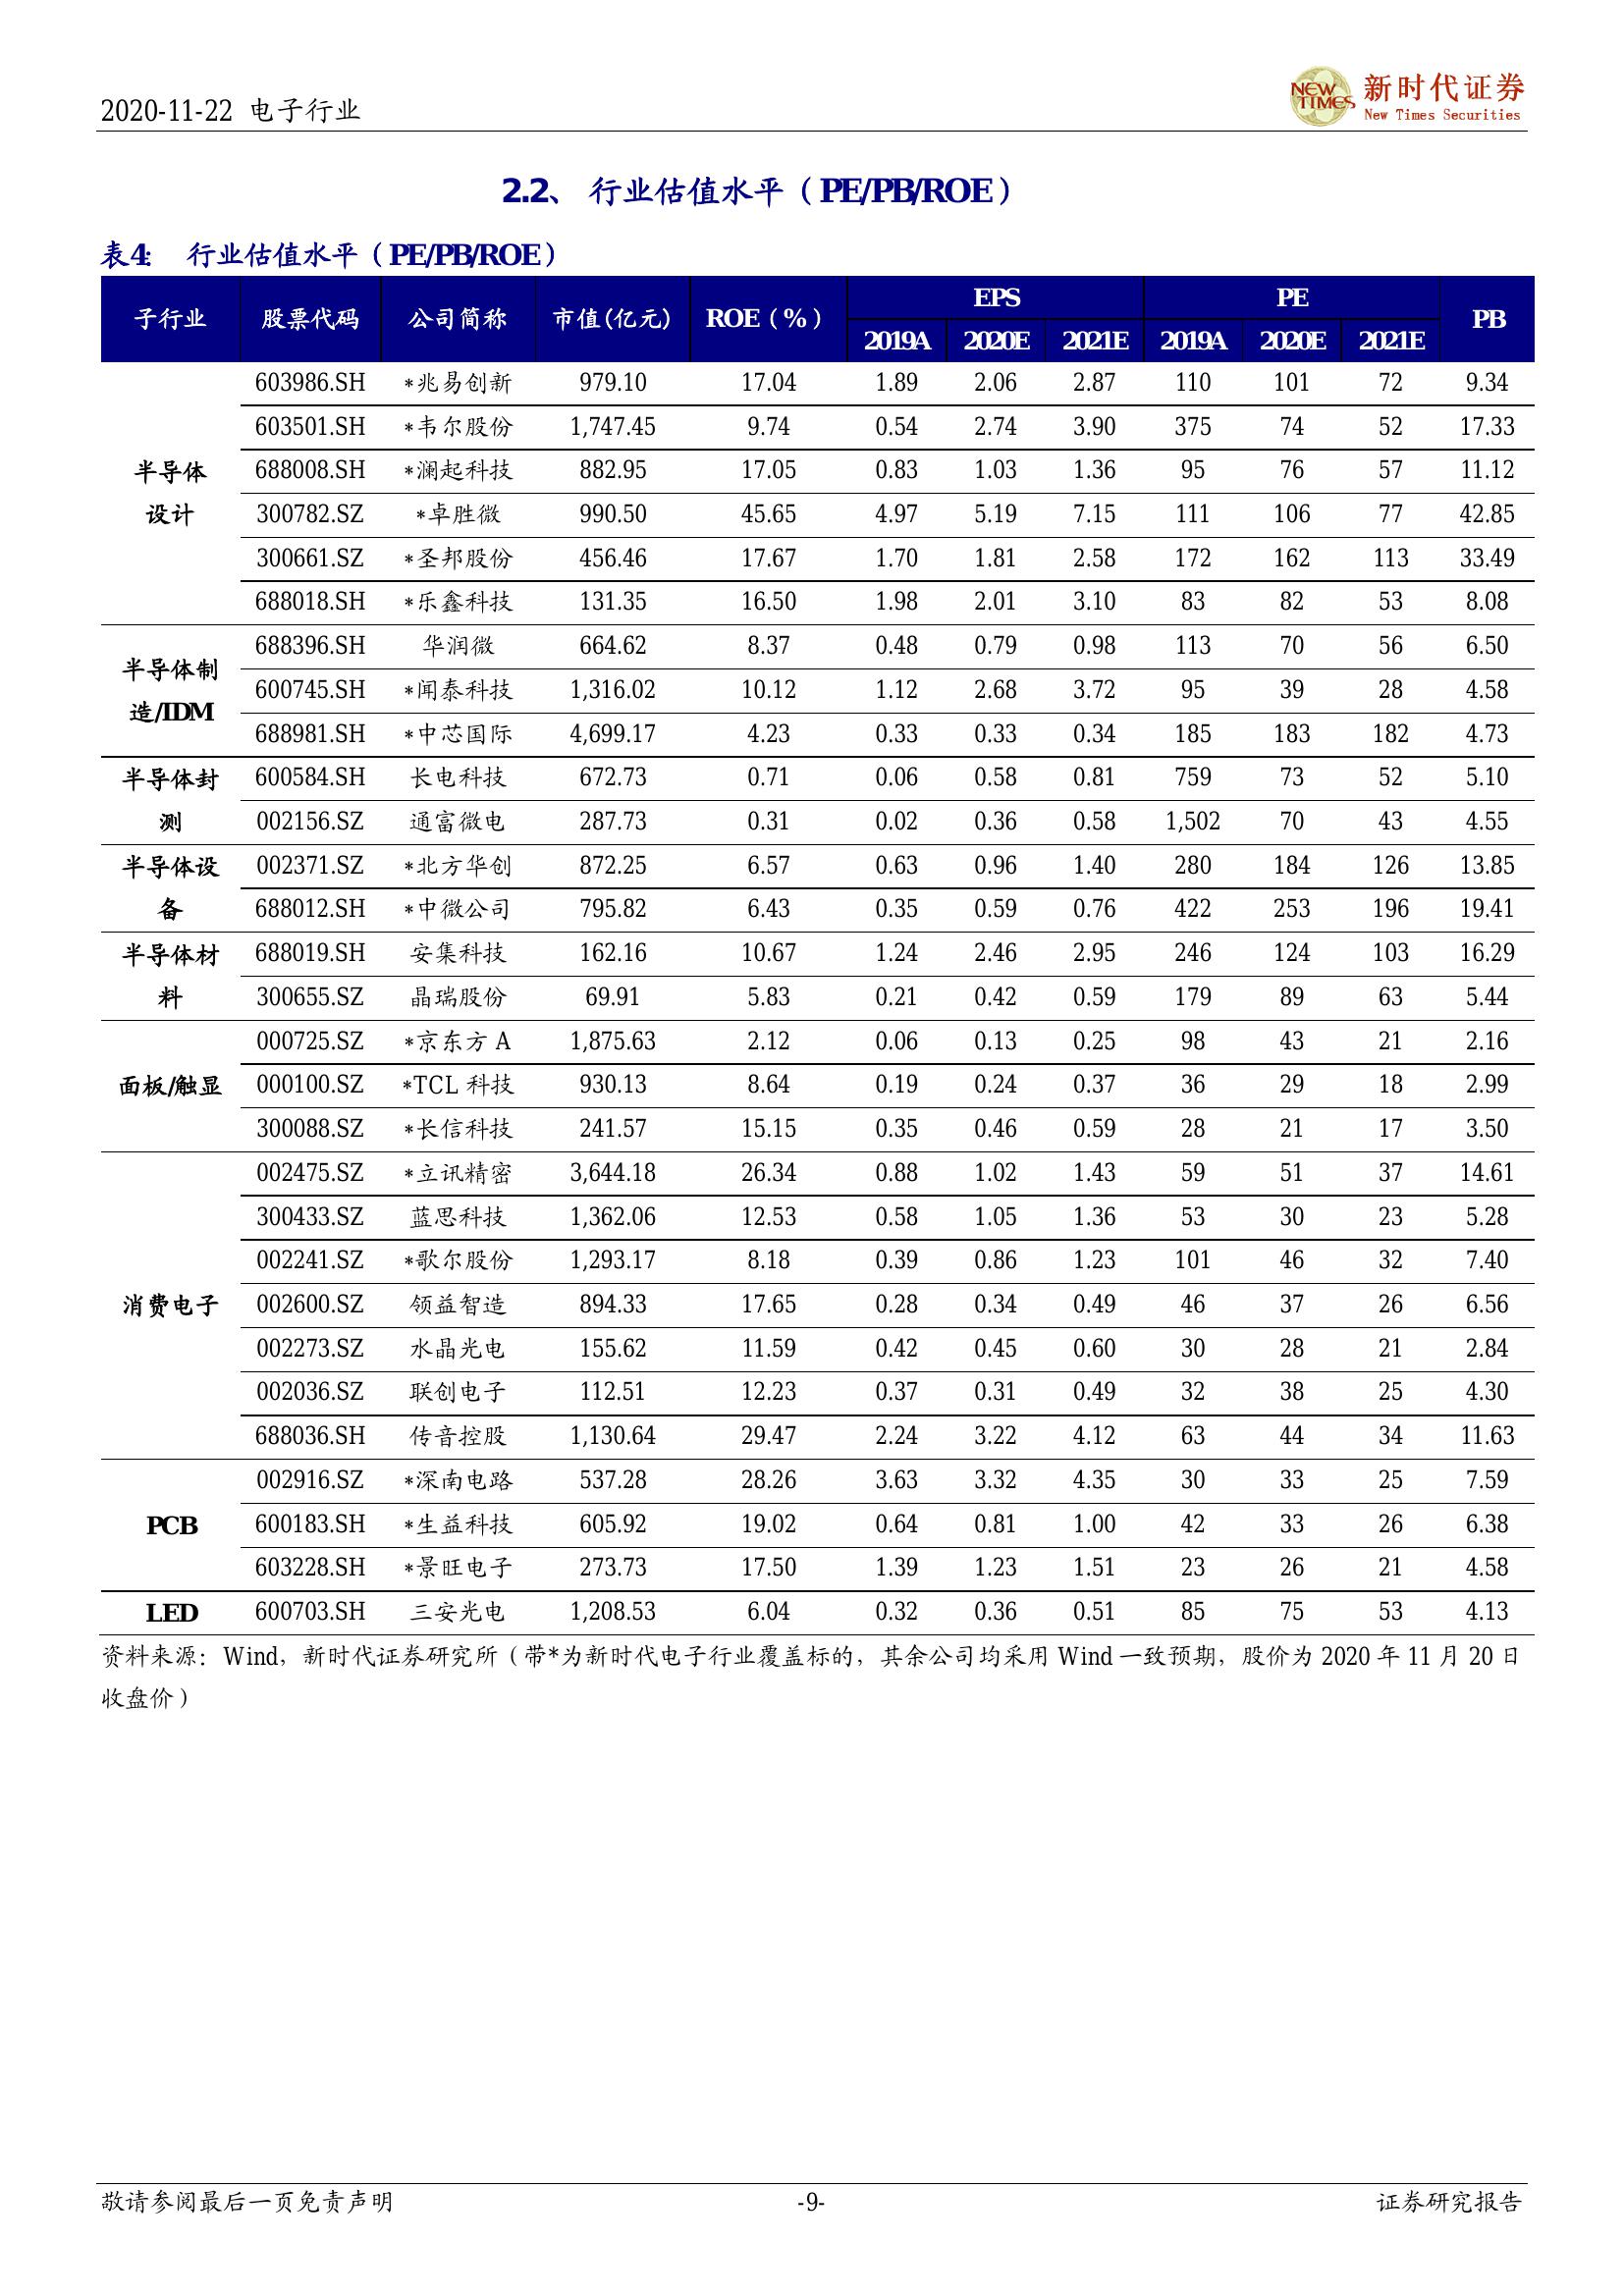 2020-11-22 电子行业
NEW TIMES 新时代证券
New Times Securities
2.2、 行业估值水平（PE/PB/ROE）
表4: 行业估值水平（PE/PB/ROE）
子行业 股票代码 公司简称 市值(亿元) ROE（%） EPS PE PB
2019A 2020E 2021E 2019A 2020E 2021E
半导体设计 603986.SH *兆易创新 979.10 17.04 1.89 2.06 2.87 110 101 72 9.34
603501.SH *韦尔股份 1,747.45 9.74 0.54 2.74 3.90 375 74 52 17.33
688008.SH *澜起科技 882.95 17.05 0.83 1.03 1.36 95 76 57 11.12
300782.SZ *卓胜微 990.50 45.65 4.97 5.19 7.15 111 106 77 42.85
300661.SZ *圣邦股份 456.46 17.67 1.70 1.81 2.58 172 162 113 33.49
688018.SH *乐鑫科技 131.35 16.50 1.98 2.01 3.10 83 82 53 8.08
半导体制造/IDM 688396.SH 华润微 664.62 8.37 0.48 0.79 0.98 113 70 56 6.50
600745.SH *闻泰科技 1,316.02 10.12 1.12 2.68 3.72 95 39 28 4.58
688981.SH *中芯国际 4,699.17 4.23 0.33 0.33 0.34 185 183 182 4.73
半导体封测 600584.SH 长电科技 672.73 0.71 0.06 0.58 0.81 759 73 52 5.10
002156.SZ 通富微电 287.73 0.31 0.02 0.36 0.58 1,502 70 43 4.55
半导体设备 002371.SZ *北方华创 872.25 6.57 0.63 0.96 1.40 280 184 126 13.85
688012.SH *中微公司 795.82 6.43 0.35 0.59 0.76 422 253 196 19.41
半导体材料 688019.SH 安集科技 162.16 10.67 1.24 2.46 2.95 246 124 103 16.29
300655.SZ 晶瑞股份 69.91 5.83 0.21 0.42 0.59 179 89 63 5.44
面板/触显 000725.SZ *京东方 A 1,875.63 2.12 0.06 0.13 0.25 98 43 21 2.16
000100.SZ *TCL 科技 930.13 8.64 0.19 0.24 0.37 36 29 18 2.99
300088.SZ *长信科技 241.57 15.15 0.35 0.46 0.59 28 21 17 3.50
消费电子 002475.SZ *立讯精密 3,644.18 26.34 0.88 1.02 1.43 59 51 37 14.61
300433.SZ 蓝思科技 1,362.06 12.53 0.58 1.05 1.36 53 30 23 5.28
002241.SZ *歌尔股份 1,293.17 8.18 0.39 0.86 1.23 101 46 32 7.40
002600.SZ 领益智造 894.33 17.65 0.28 0.34 0.49 46 37 26 6.56
002273.SZ 水晶光电 155.62 11.59 0.42 0.45 0.60 30 28 21 2.84
002036.SZ 联创电子 112.51 12.23 0.37 0.31 0.49 32 38 25 4.30
688036.SH 传音控股 1,130.64 29.47 2.24 3.22 4.12 63 44 34 11.63
PCB 002916.SZ *深南电路 537.28 28.26 3.63 3.32 4.35 30 33 25 7.59
600183.SH *生益科技 605.92 19.02 0.64 0.81 1.00 42 33 26 6.38
603228.SH *景旺电子 273.73 17.50 1.39 1.23 1.51 23 26 21 4.58
LED 600703.SH 三安光电 1,208.53 6.04 0.32 0.36 0.51 85 75 53 4.13
资料来源：Wind，新时代证券研究所（带*为新时代电子行业覆盖标的，其余公司均采用 Wind 一致预期，股价为 2020 年 11 月 20 日
收盘价）
敬请参阅最后一页免责声明 -9- 证券研究报告